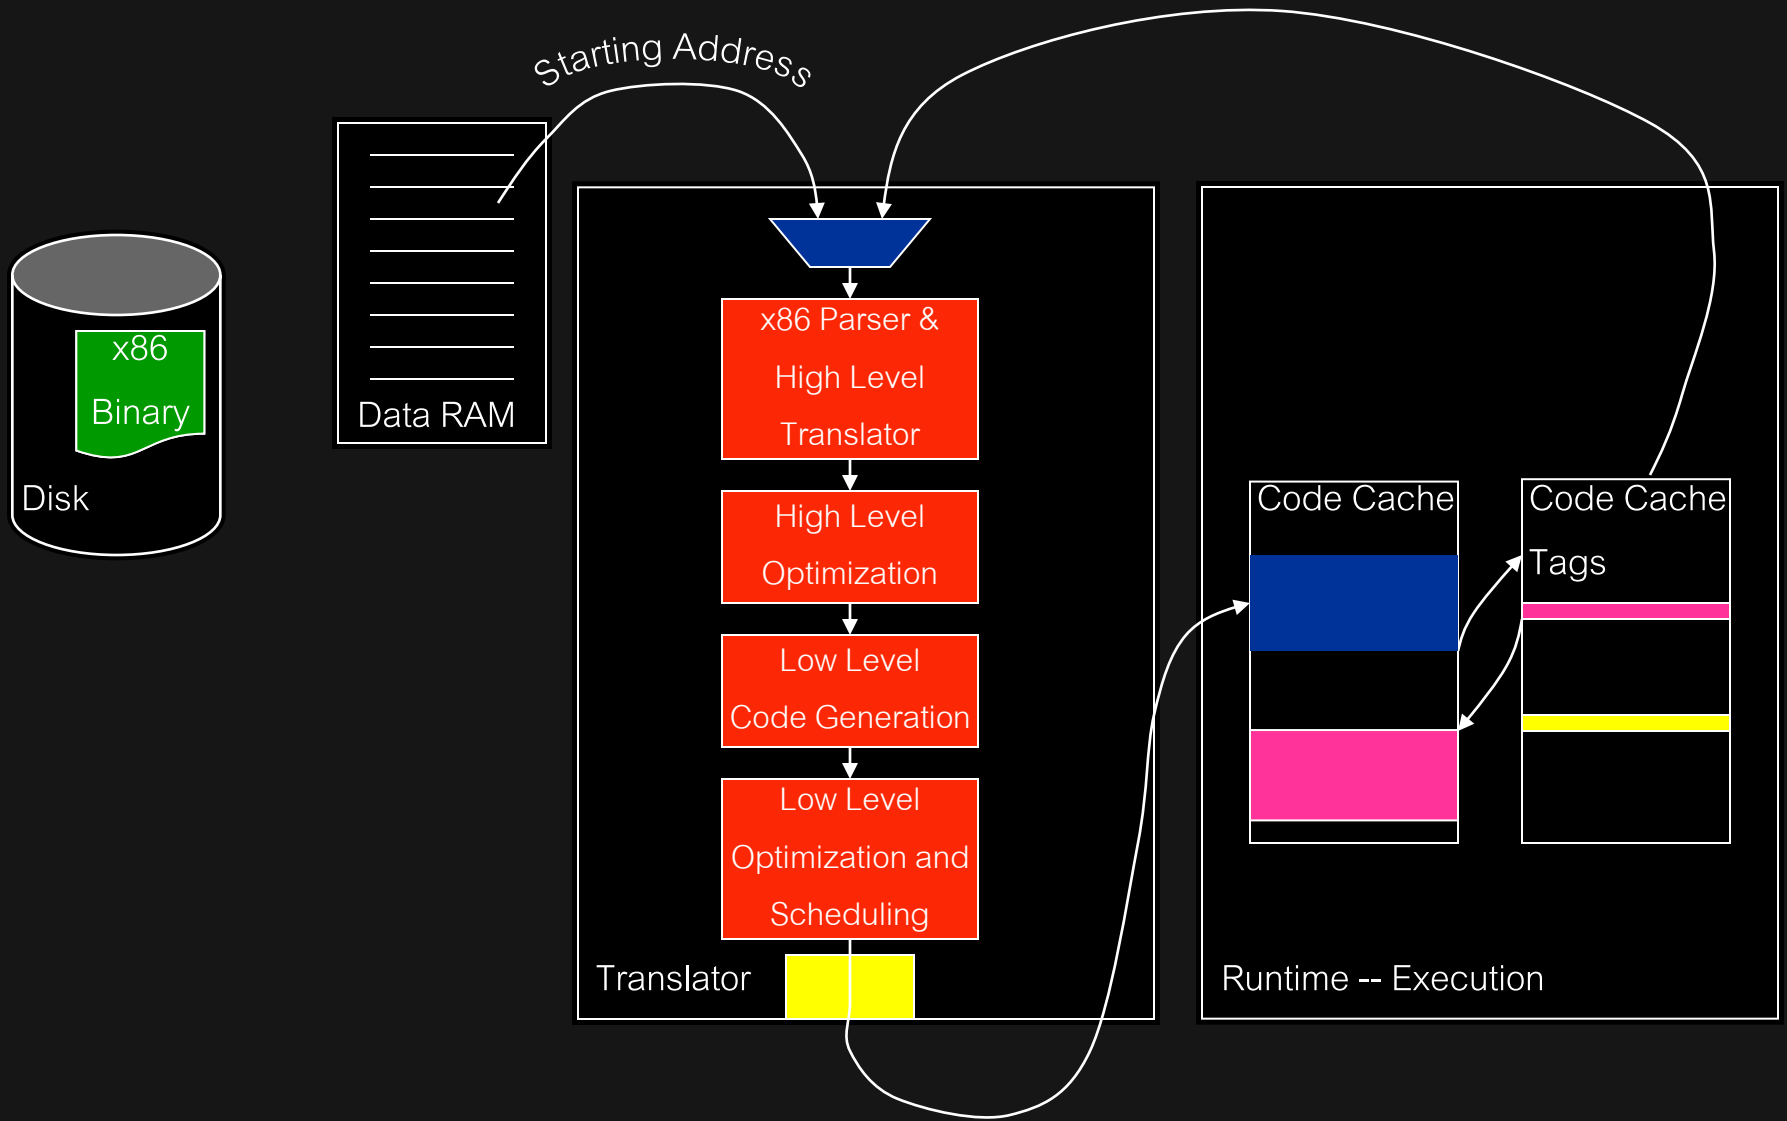 Starting Address
x86
Binary
Disk
Data RAM
x86 Parser &
High Level
Translator
High Level
Optimization
Low Level
Code Generation
Low Level
Optimization and
Scheduling
Translator
Code Cache
Code Cache
Tags
Runtime -- Execution